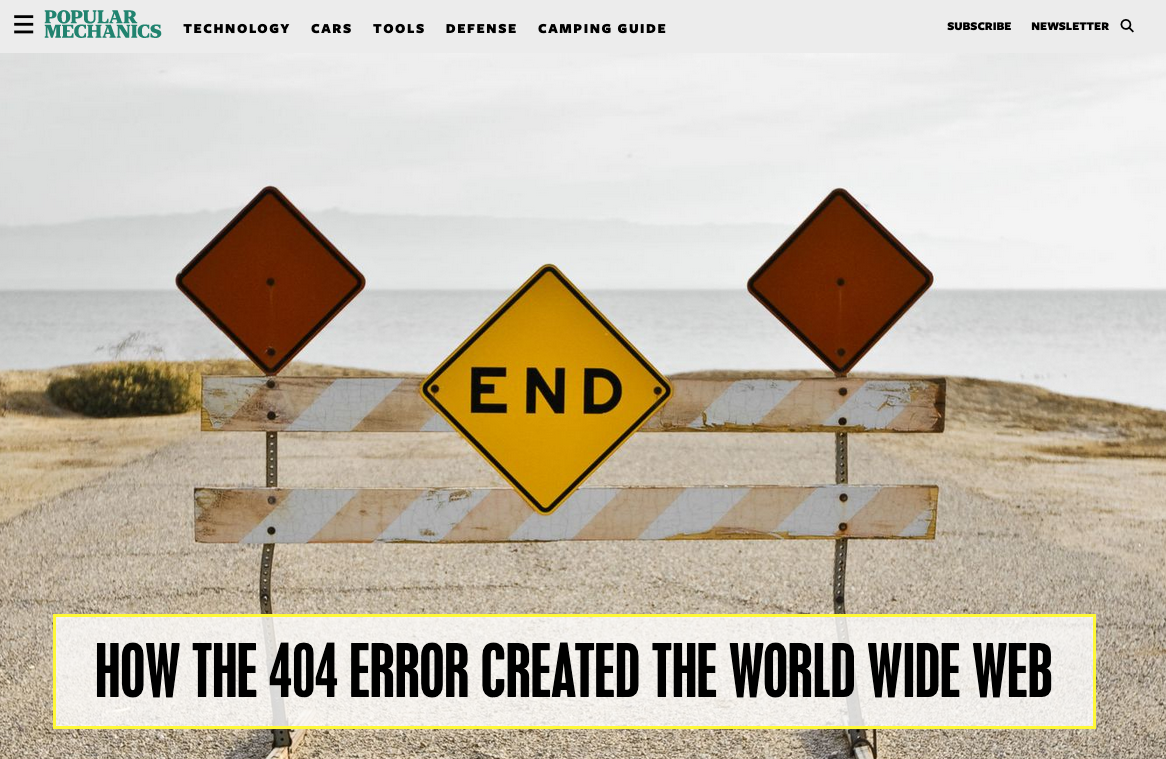 POPULAR
MECHANICS
TECHNOLOGY CARS TOOLS DEFENSE CAMPING GUIDE
SUBSCRIBE NEWSLETTER
END
HOW THE 404 ERROR CREATED THE WORLD WIDE WEB